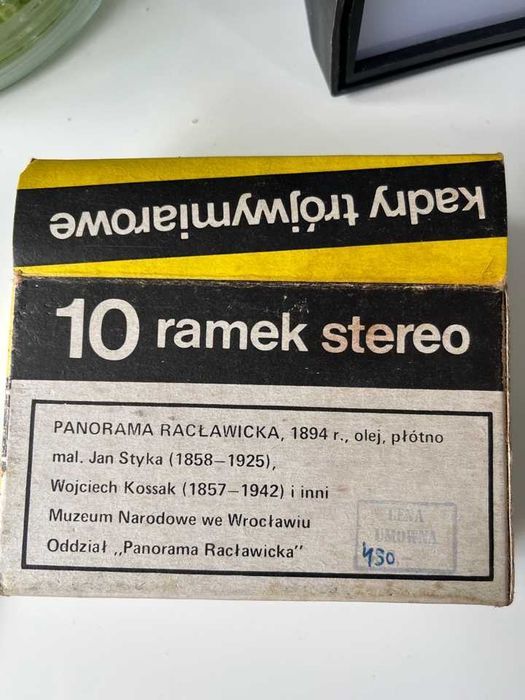 kadry trójwymiarowe
10 ramek stereo
PANORAMA RACŁAWICKA, 1894 r., olej, płótno
mal. Jan Styka (1858–1925),
Wojciech Kossak (1857–1942) i inni
Muzeum Narodowe we Wrocławiu
Oddział „Panorama Racławicka"
CENA
UMOWNA
450